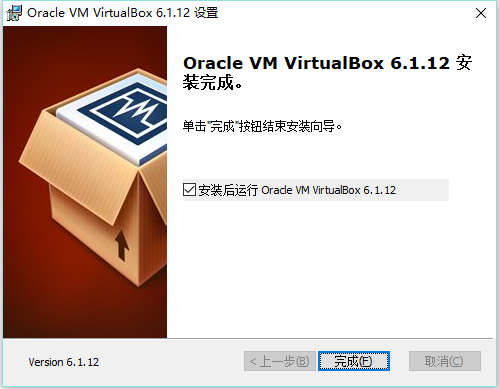 Oracle VM VirtualBox 6.1.12 设置
Oracle VM VirtualBox 6.1.12 安
装完成。
单击"完成"按钮结束安装向导。
安装后运行 Oracle VM VirtualBox 6.1.12
Version 6.1.12
< 上一步(B)
完成(F)
取消(C)